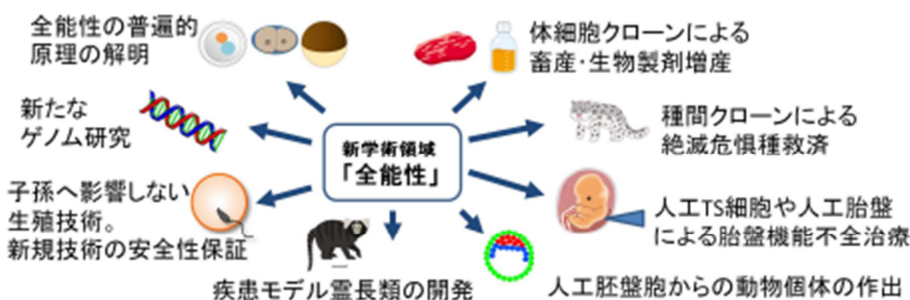 全能性の普遍的
原理の解明
体細胞クローンによる
畜産・生物製剤増産
新たな
ゲノム研究
種間クローンによる
絶滅危惧種救済
新学術領域
「全能性」
子孫へ影響しない
生殖技術。
新規技術の安全性保証
人工TS細胞や人工胎盤
による胎盤機能不全治療
疾患モデル霊長類の開発
人工胚盤胞からの動物個体の作出